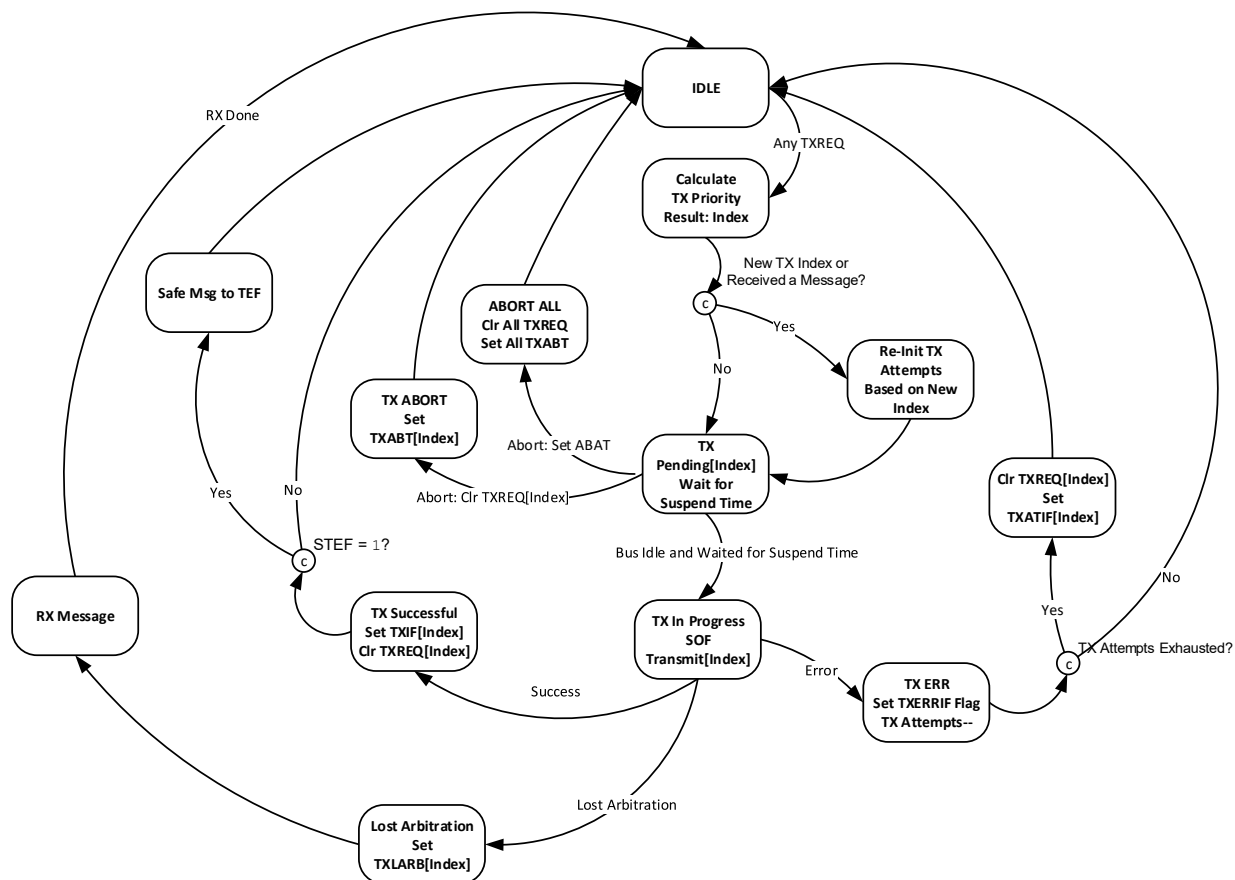 IDLE
RX Done
Any TXREQ
Calculate
TX Priority
Result: Index
New TX Index or
Received a Message?
Safe Msg to TEF
ABORT ALL
Clr All TXREQ
Set All TXABT
c
Yes
Re-Init TX
Attempts
Based on New
Index
No
TX ABORT
Set
TXABT[Index]
Abort: Set ABAT
TX
Pending[Index]
Wait for
Suspend Time
Abort: Clr TXREQ[Index]
Yes
No
Clr TXREQ[Index]
Set
TXATIF[Index]
STEF = 1?
c
Bus Idle and Waited for Suspend Time
No
Yes
RX Message
TX Successful
Set TXIF[Index]
Clr TXREQ[Index]
TX In Progress
SOF
Transmit[Index]
TX Attempts Exhausted?
c
Error
Success
TX ERR
Set TXERRIF Flag
TX Attempts--
Lost Arbitration
Lost Arbitration
Set
TXLARB[Index]